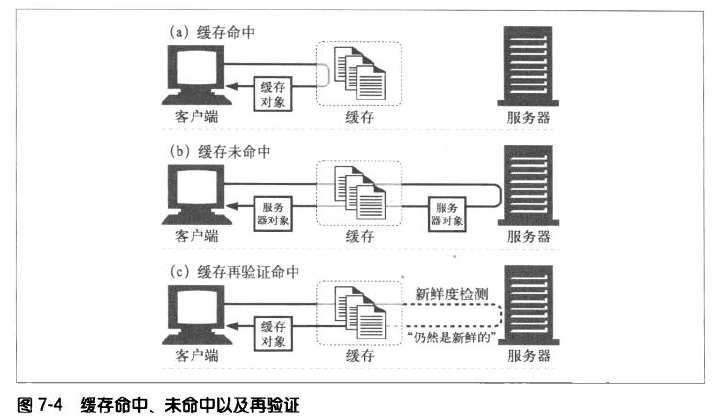 (a) 缓存命中
缓存
对象
客户端
缓存
服务器
(b) 缓存未命中
服务
器对象
服务
器对象
客户端
缓存
服务器
(c) 缓存再验证命中
新鲜度检测
缓存
对象
“仍然是新鲜的”
客户端
缓存
服务器
图 7-4 缓存命中、未命中以及再验证